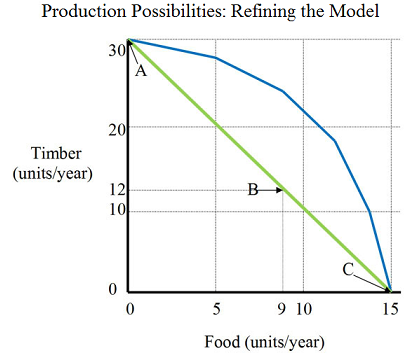 Production Possibilities: Refining the Model
30
A
20
Timber
(units/year)
12
B
10
C
0
0 5 9 10 15
Food (units/year)